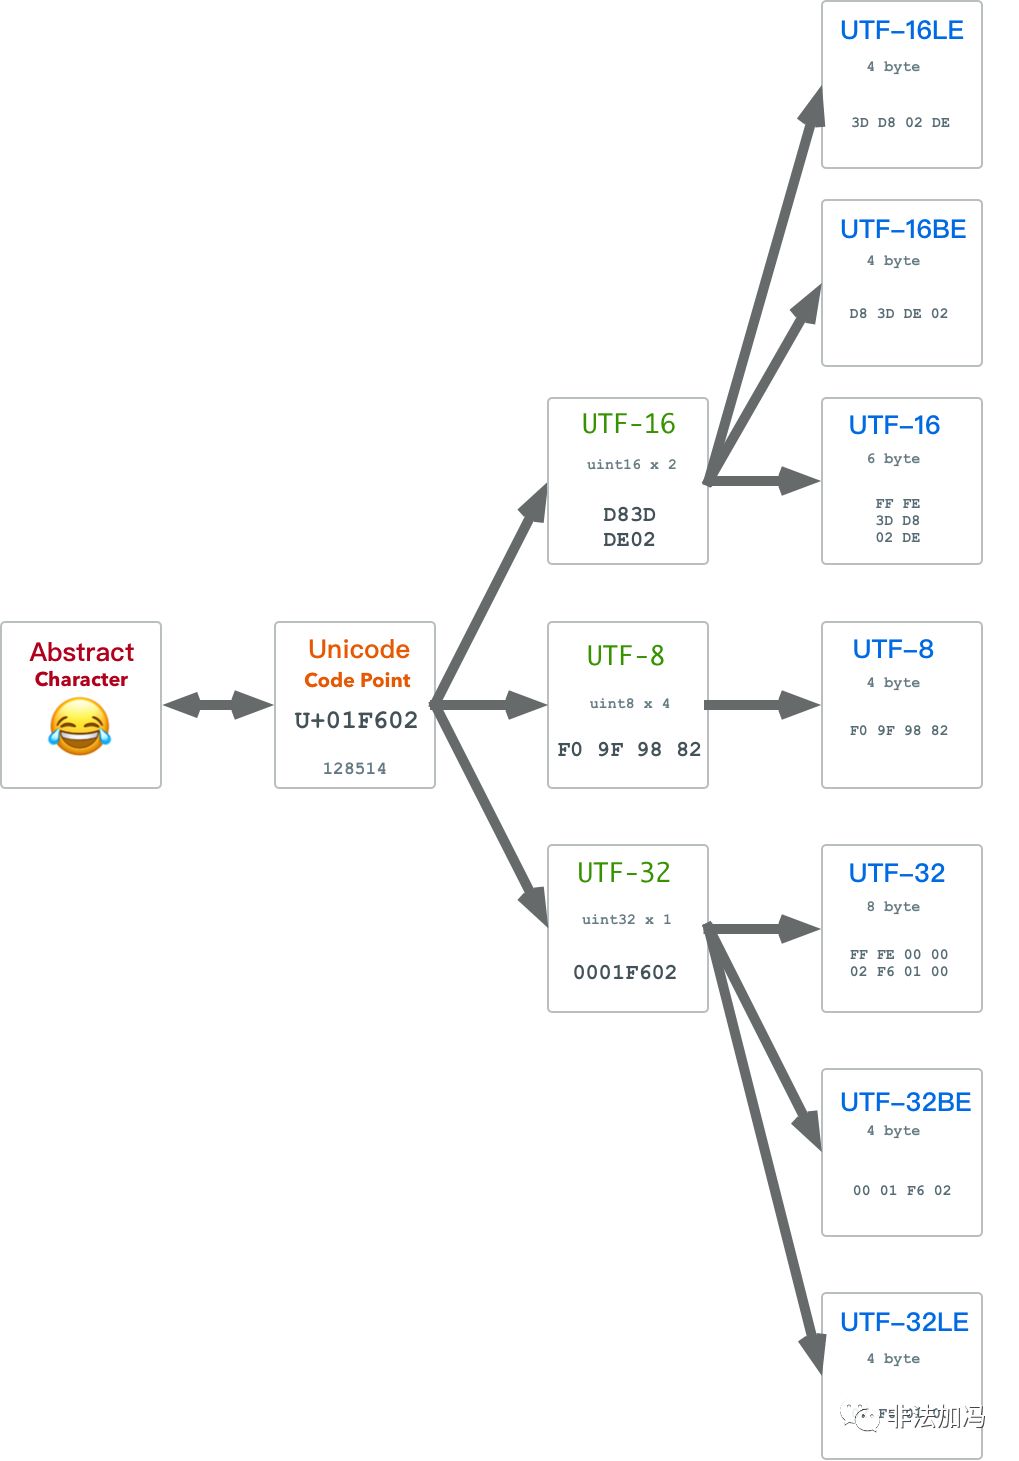 UTF-16LE
4 byte
3D D8 02 DE
UTF-16BE
4 byte
D8 3D DE 02
UTF-16
uint16 x 2
D83D
DE02
UTF-16
6 byte
FF FE
3D D8
02 DE
Abstract
Character
Unicode
Code Point
U+01F602
128514
UTF-8
uint8 x 4
F0 9F 98 82
UTF-8
4 byte
F0 9F 98 82
UTF-32
uint32 x 1
0001F602
UTF-32
8 byte
FF FE 00 00
02 F6 01 00
UTF-32BE
4 byte
00 01 F6 02
UTF-32LE
4 byte
非法加冯